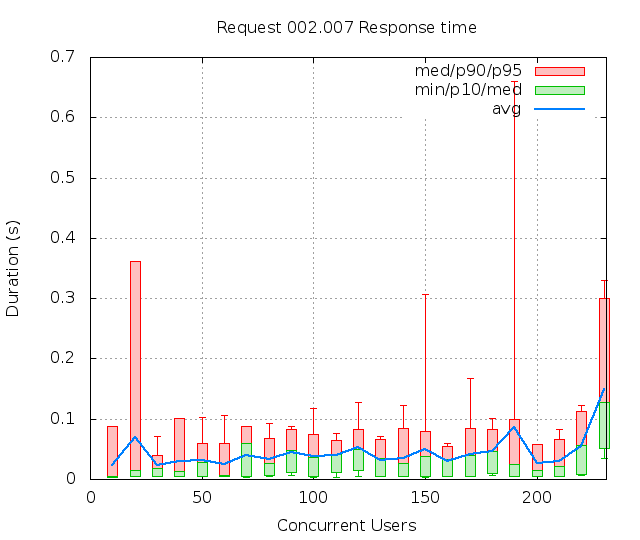 Request 002.007 Response time
0.7
0.6
0.5
0.4
0.3
0.2
0.1
0
Duration (s)
med/p90/p95
min/p10/med
avg
0 50 100 150 200
Concurrent Users